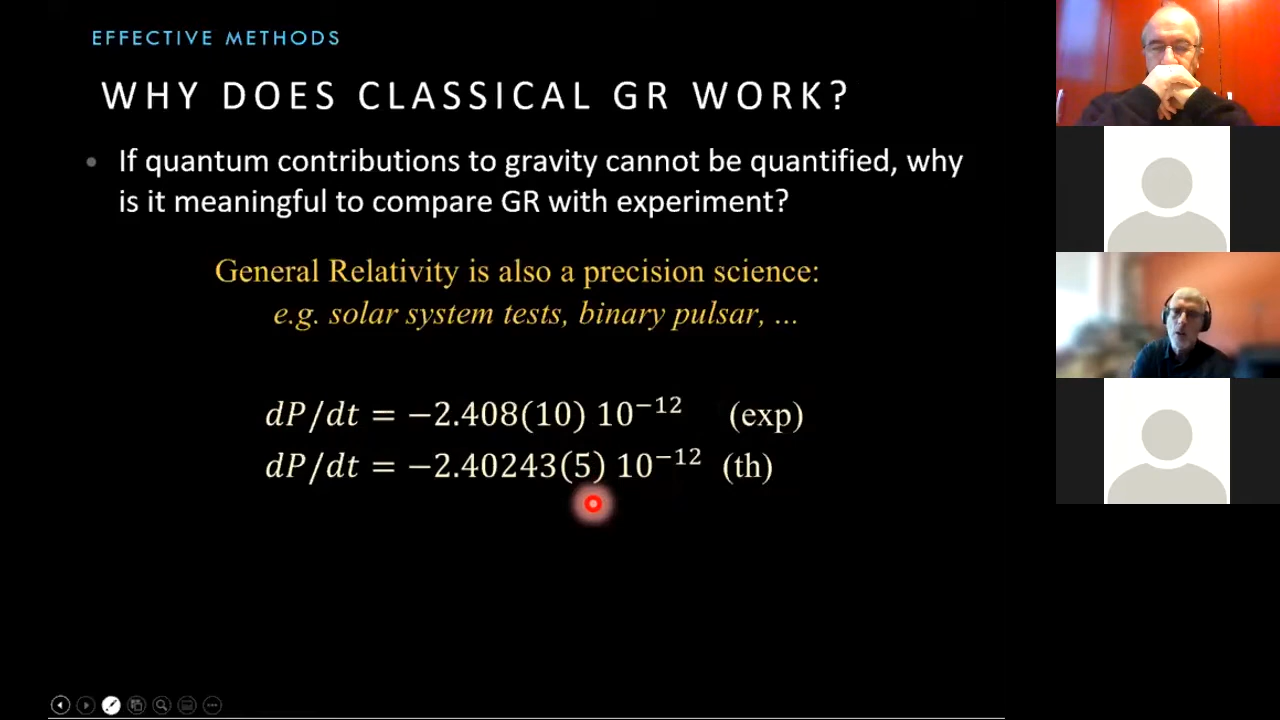 EFFECTIVE METHODS
WHY DOES CLASSICAL GR WORK?
• If quantum contributions to gravity cannot be quantified, why
is it meaningful to compare GR with experiment?
General Relativity is also a precision science:
e.g. solar system tests, binary pulsar, ...
dP/dt = −2.408(10) 10⁻¹² (exp)
dP/dt = −2.40243(5) 10⁻¹² (th)